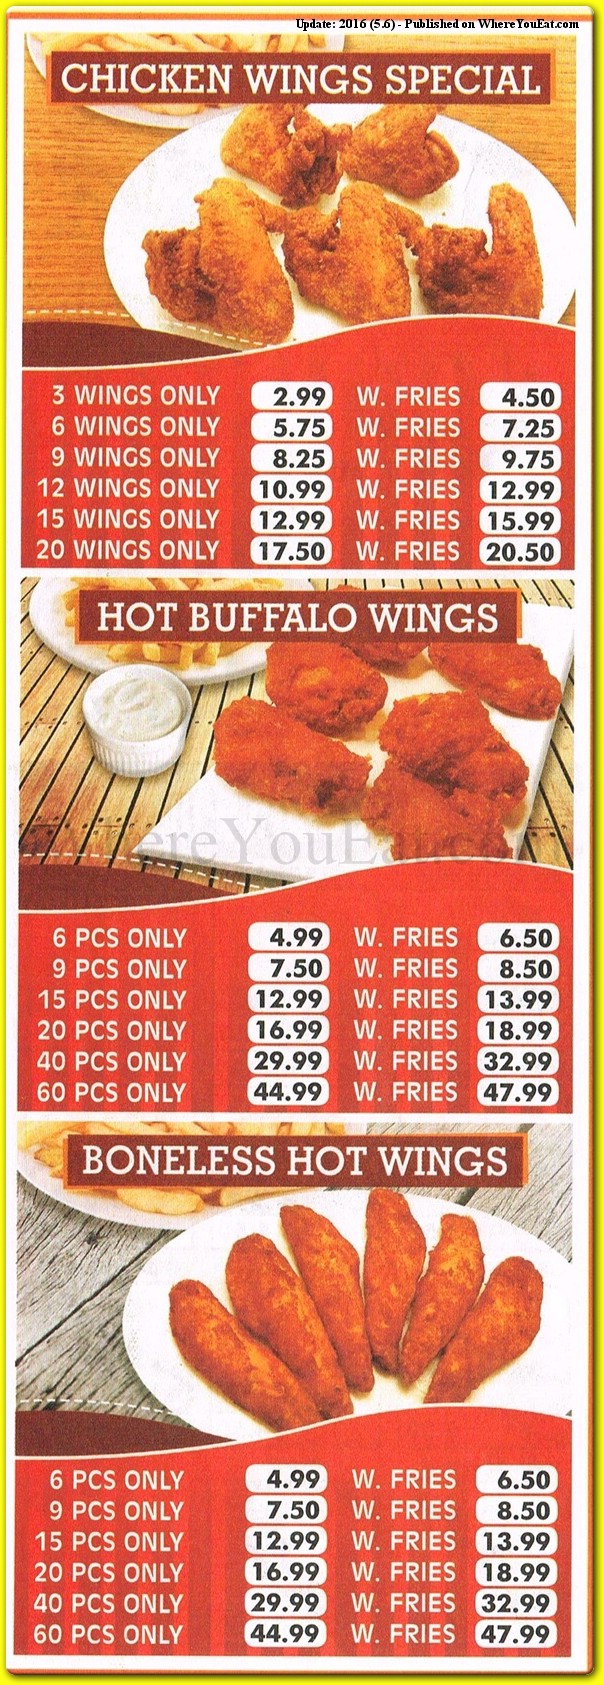 Update: 2016 (5.6) - Published on WhereYouEat.com
CHICKEN WINGS SPECIAL
3 WINGS ONLY 2.99 W. FRIES 4.50
6 WINGS ONLY 5.75 W. FRIES 7.25
9 WINGS ONLY 8.25 W. FRIES 9.75
12 WINGS ONLY 10.99 W. FRIES 12.99
15 WINGS ONLY 12.99 W. FRIES 15.99
20 WINGS ONLY 17.50 W. FRIES 20.50
HOT BUFFALO WINGS
WhereYouEat.com
6 PCS ONLY 4.99 W. FRIES 6.50
9 PCS ONLY 7.50 W. FRIES 8.50
15 PCS ONLY 12.99 W. FRIES 13.99
20 PCS ONLY 16.99 W. FRIES 18.99
40 PCS ONLY 29.99 W. FRIES 32.99
60 PCS ONLY 44.99 W. FRIES 47.99
BONELESS HOT WINGS
6 PCS ONLY 4.99 W. FRIES 6.50
9 PCS ONLY 7.50 W. FRIES 8.50
15 PCS ONLY 12.99 W. FRIES 13.99
20 PCS ONLY 16.99 W. FRIES 18.99
40 PCS ONLY 29.99 W. FRIES 32.99
60 PCS ONLY 44.99 W. FRIES 47.99